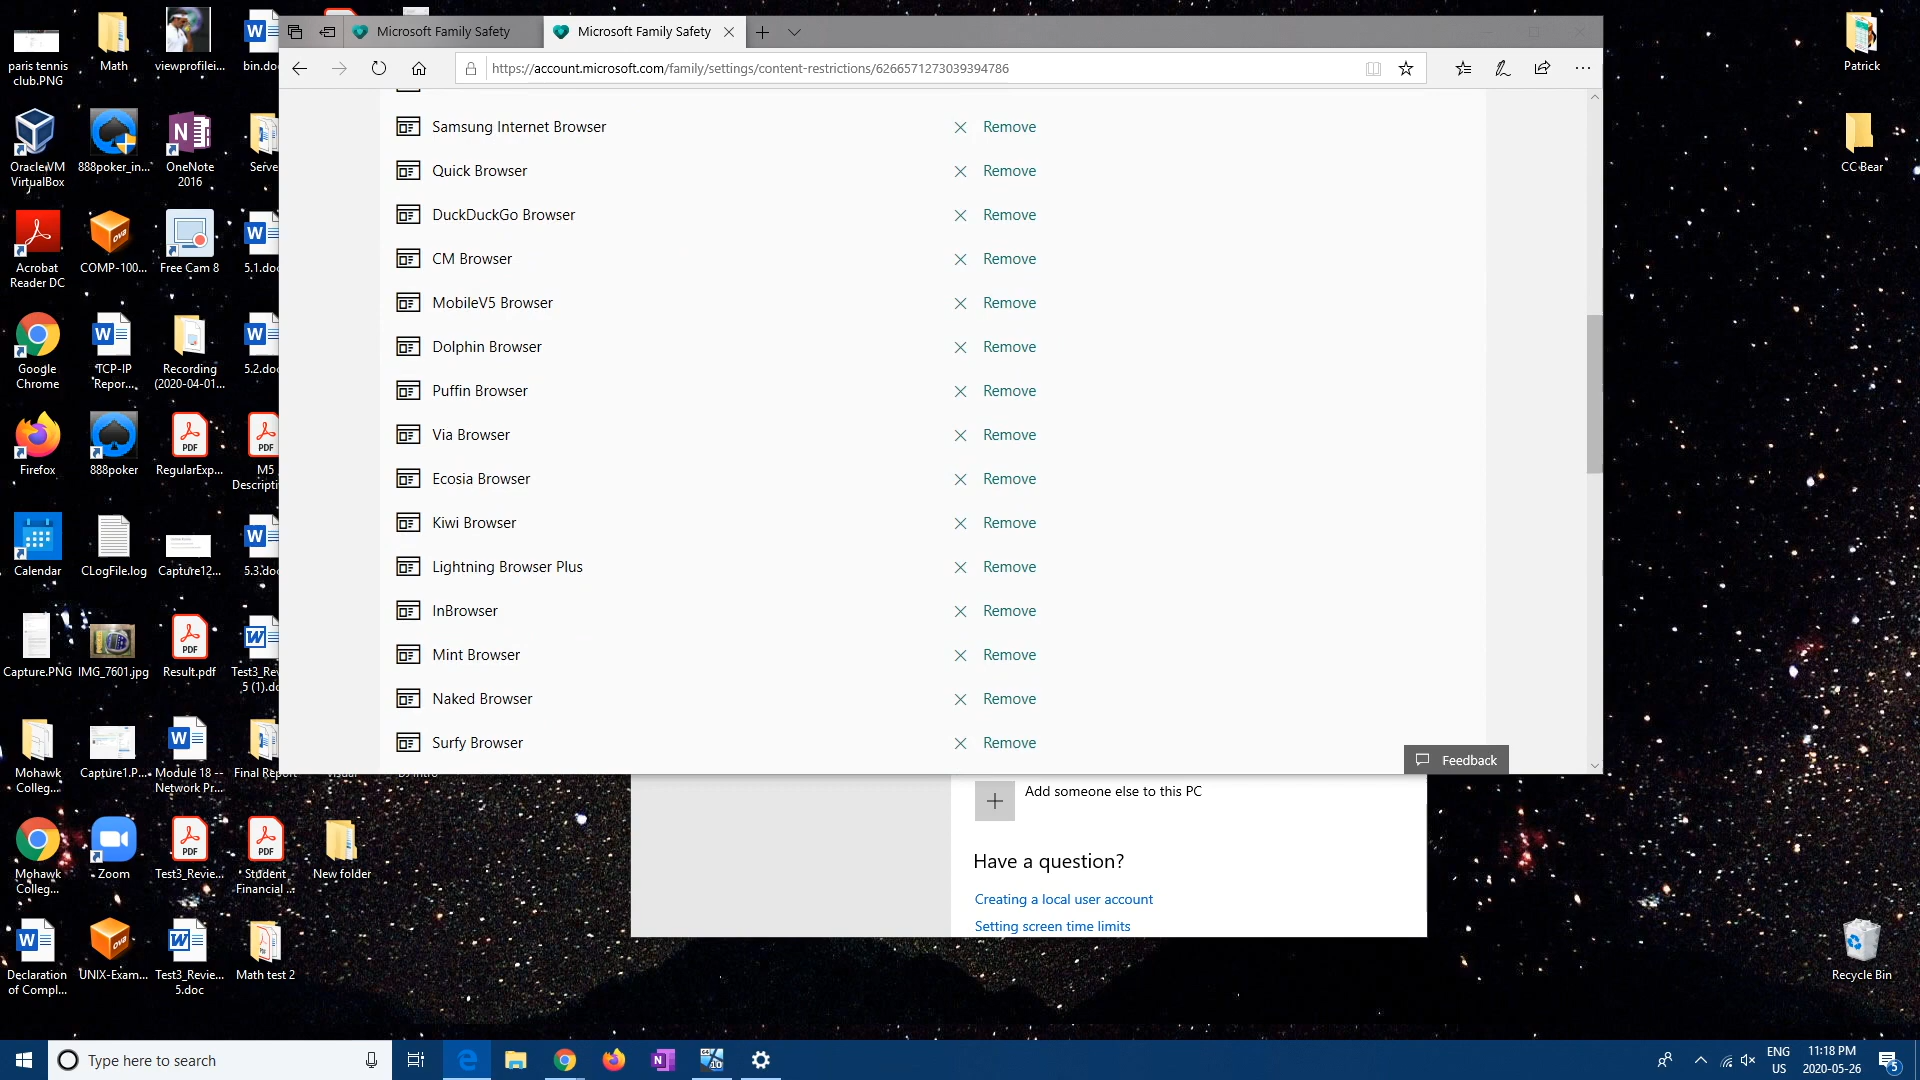 Microsoft Family Safety
Microsoft Family Safety
https://account.microsoft.com/family/settings/content-restrictions/6266571273039394786
Samsung Internet Browser Remove
Quick Browser Remove
DuckDuckGo Browser Remove
CM Browser Remove
MobileV5 Browser Remove
Dolphin Browser Remove
Puffin Browser Remove
Via Browser Remove
Ecosia Browser Remove
Kiwi Browser Remove
Lightning Browser Plus Remove
InBrowser Remove
Mint Browser Remove
Naked Browser Remove
Surfy Browser Remove
Feedback
Add someone else to this PC
Have a question?
Creating a local user account
Setting screen time limits
paris tennis
club.PNG
Math
viewprofilei...
bin.do
Oracle VM
VirtualBox
888poker_in...
OneNote
2016
Serve
Acrobat
Reader DC
COMP-100...
Free Cam 8
5.1.do
Google
Chrome
TCP-IP
Repor...
Recording
(2020-04-01...
5.2.do
Firefox
888poker
RegularExp...
M5
Descripti
Calendar
CLogFile.log
Capture12...
5.3.do
Capture.PNG
IMG_7601.jpg
Result.pdf
Test3_Rev
5 (1).do
Mohawk
Colleg...
Capture1.P...
Module 18 --
Network Pr...
Final Report
Mohawk
Colleg...
Zoom
Test3_Revie...
Student
Financial ...
New folder
Declaration
of Compl...
UNIX-Exam...
Test3_Revie...
5.doc
Math test 2
Patrick
CC Bear
Recycle Bin
Type here to search
ENG
US
11:18 PM
2020-05-26
5